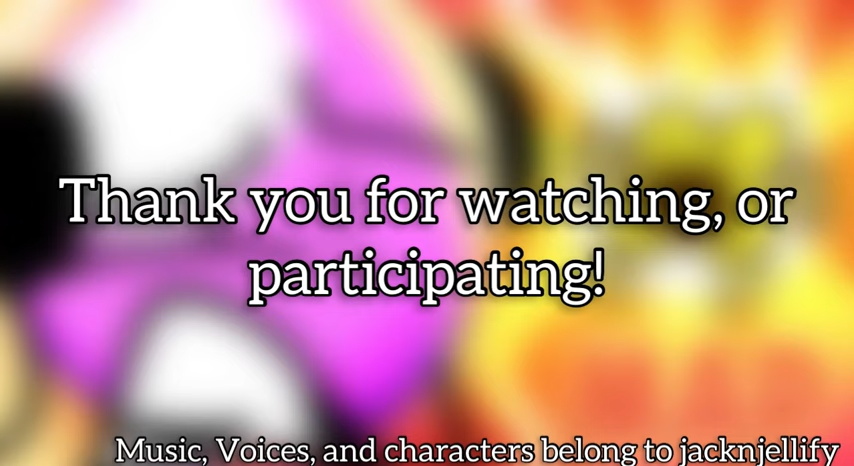 Thank you for watching, or
participating!
Music, Voices, and characters belong to jacknjellify